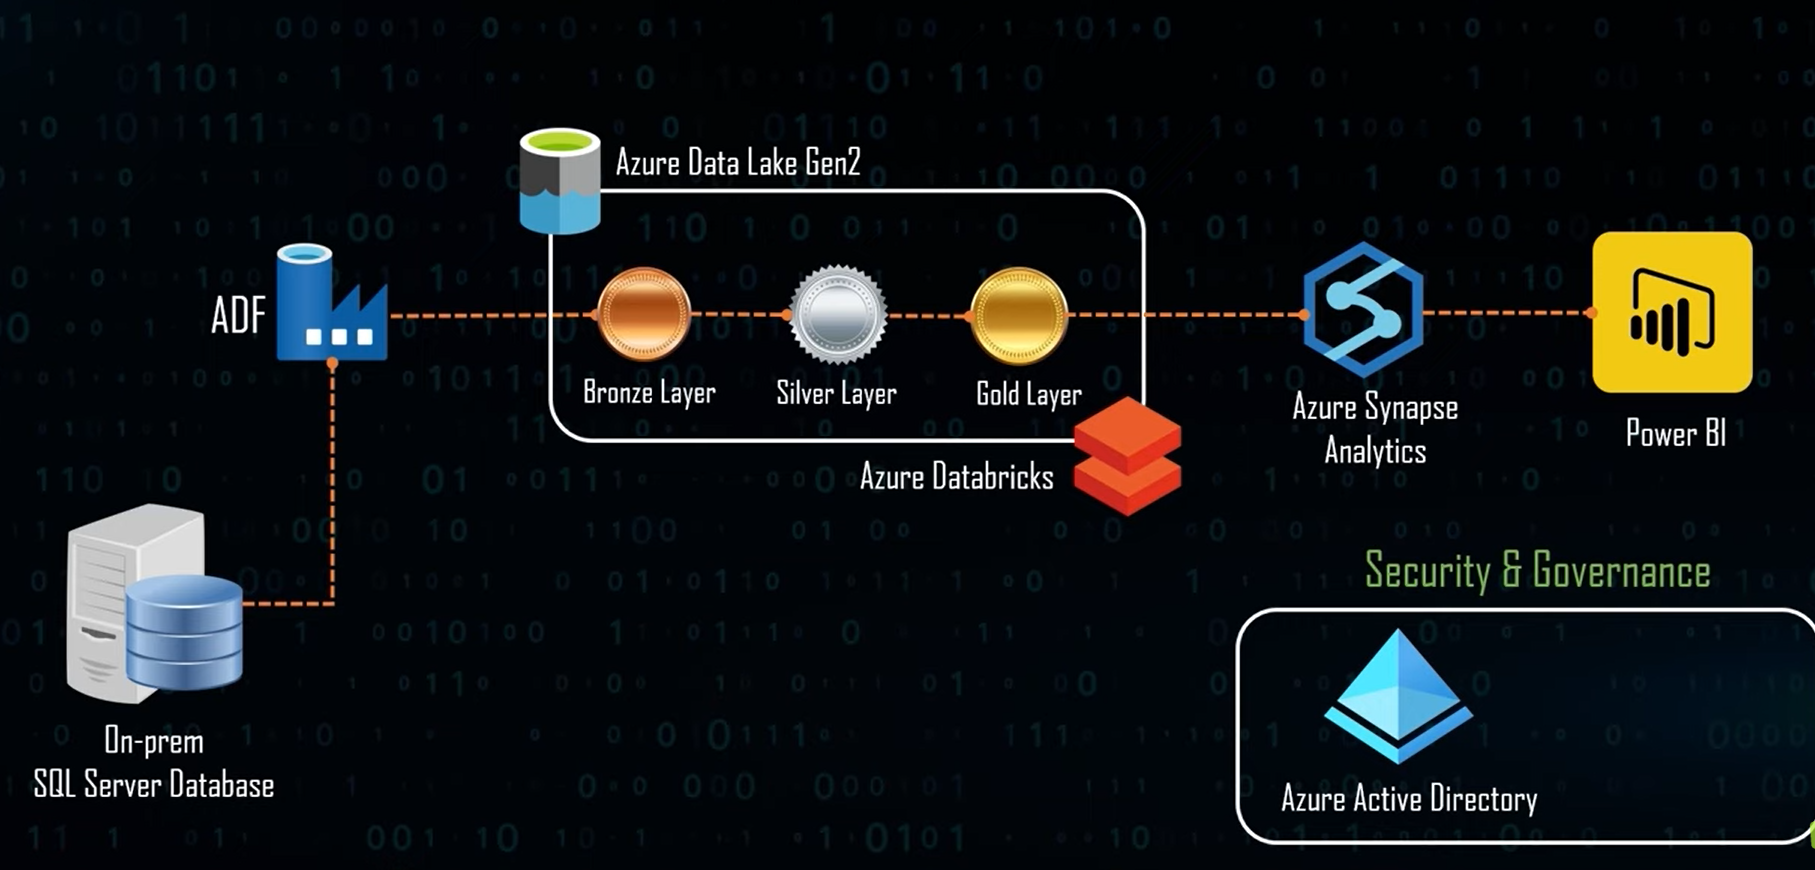 Azure Data Lake Gen2
ADF
Bronze Layer
Silver Layer
Gold Layer
Azure Databricks
Azure Synapse
Analytics
Power BI
On-prem
SQL Server Database
Security & Governance
Azure Active Directory